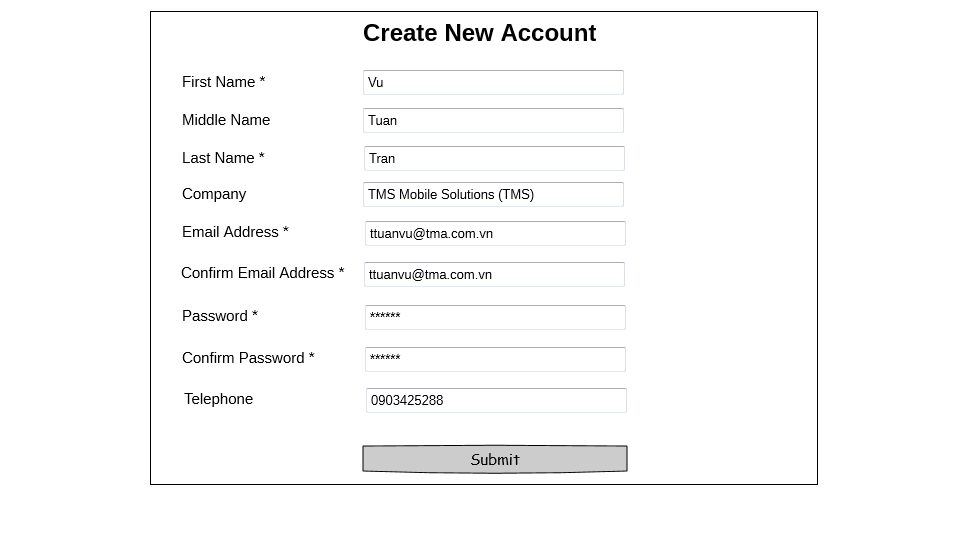 Create New Account
First Name * Vu
Middle Name Tuan
Last Name * Tran
Company TMS Mobile Solutions (TMS)
Email Address * ttuanvu@tma.com.vn
Confirm Email Address * ttuanvu@tma.com.vn
Password * ******
Confirm Password * ******
Telephone 0903425288
Submit